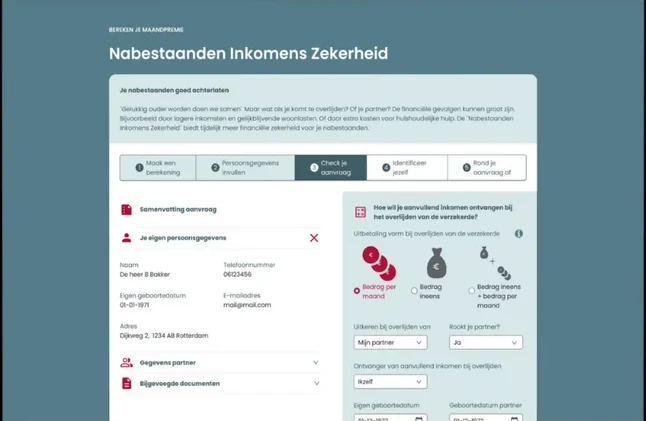 BEREKEN JE MAANDPREMIE
Nabestaanden Inkomens Zekerheid
Je nabestaanden goed achterlaten
'Gelukkig ouder worden doen we samen.' Maar wat als je komt te overlijden? Of je partner? De financiële gevolgen kunnen groot zijn.
Bijvoorbeeld door lagere inkomsten en gelijkblijvende woonlasten. Of door extra kosten voor huishoudelijke hulp. De 'Nabestaanden
Inkomens Zekerheid' biedt tijdelijk meer financiële zekerheid voor je nabestaanden.
1 Maak een
berekening
2 Persoonsgegevens
invullen
3 Check je
aanvraag
4 Identificeer
jezelf
5 Rond je
aanvraag af
Samenvatting aanvraag
Je eigen persoonsgegevens
Naam
De heer B Bakker
Telefoonnummer
06123456
Eigen geboortedatum
01-01-1971
E-mailadres
mail@mail.com
Adres
Dijkweg 2, 1234 AB Rotterdam
Gegevens partner
Bijgevoegde documenten
Hoe wil je aanvullend inkomen ontvangen bij
het overlijden van de verzekerde?
Uitbetaling vorm bij overlijden van de verzekerde
Bedrag per
maand
Bedrag
ineens
Bedrag ineens
+ bedrag per
maand
Uitkeren bij overlijden van
Mijn partner
Rookt je partner?
Ja
Ontvanger van aanvullend inkomen bij overlijden
Ikzelf
Eigen geboortedatum
01-12-1972
Geboortedatum partner
01-12-1972